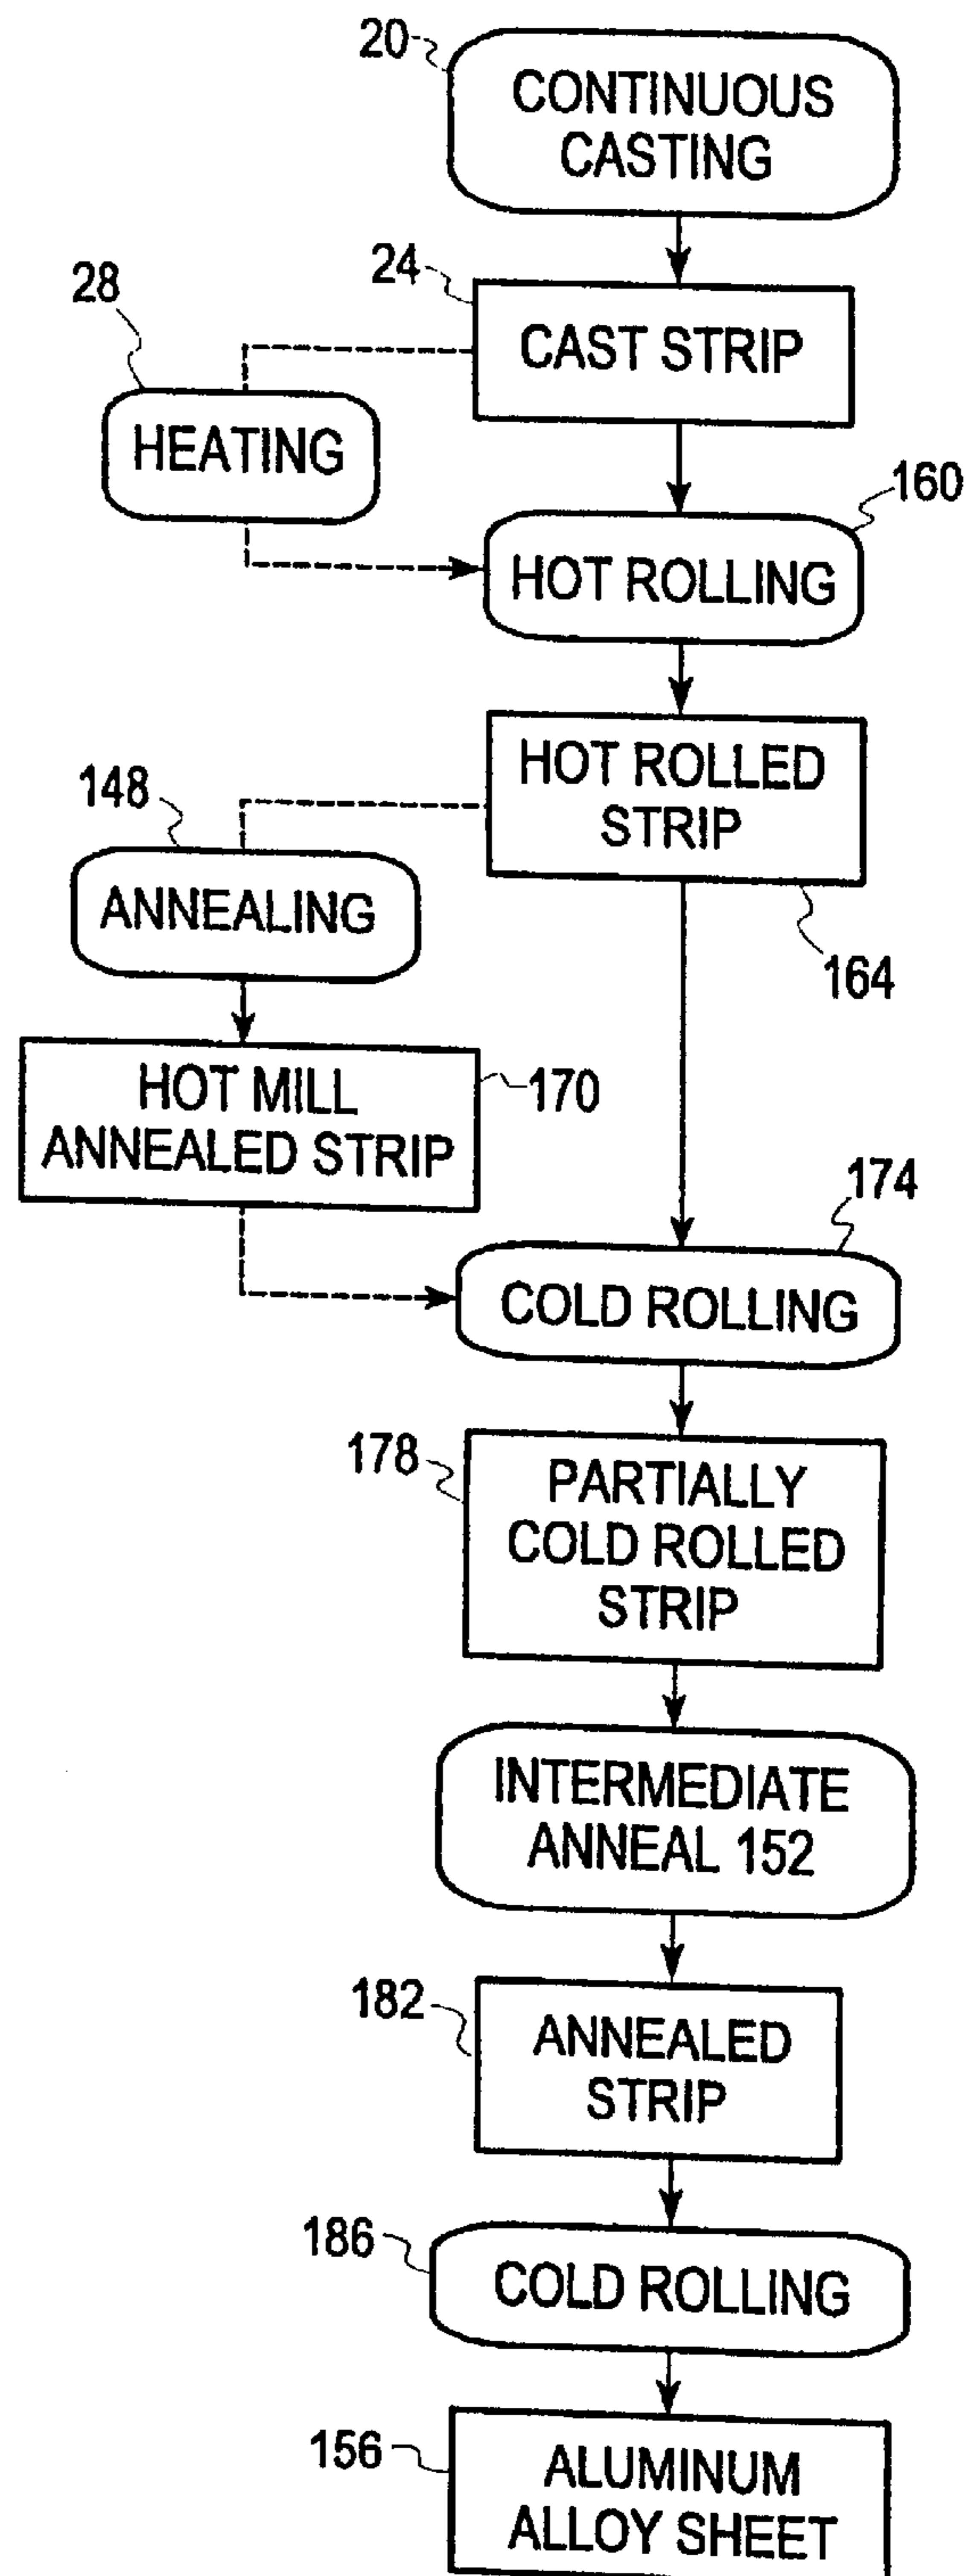 20
CONTINUOUS
CASTING
24
CAST STRIP
28
HEATING
160
HOT ROLLING
HOT ROLLED
STRIP
164
148
ANNEALING
HOT MILL
ANNEALED STRIP
170
174
COLD ROLLING
178
PARTIALLY
COLD ROLLED
STRIP
INTERMEDIATE
ANNEAL 152
182
ANNEALED
STRIP
186
COLD ROLLING
156
ALUMINUM
ALLOY SHEET